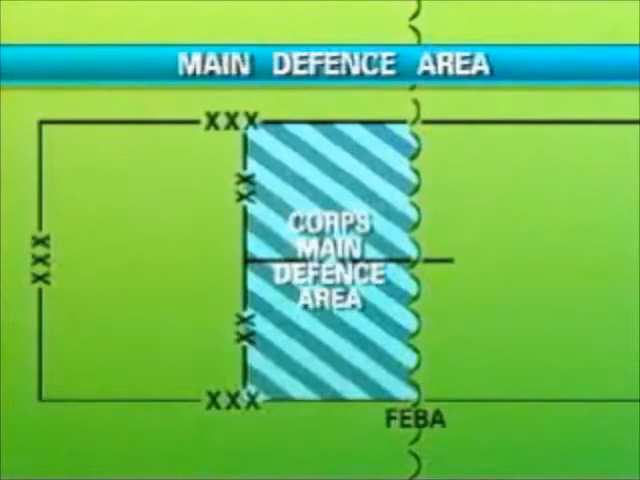 MAIN DEFENCE AREA
XXX
XX
CORPS
MAIN
DEFENCE
AREA
XXX
XX
XXX
FEBA